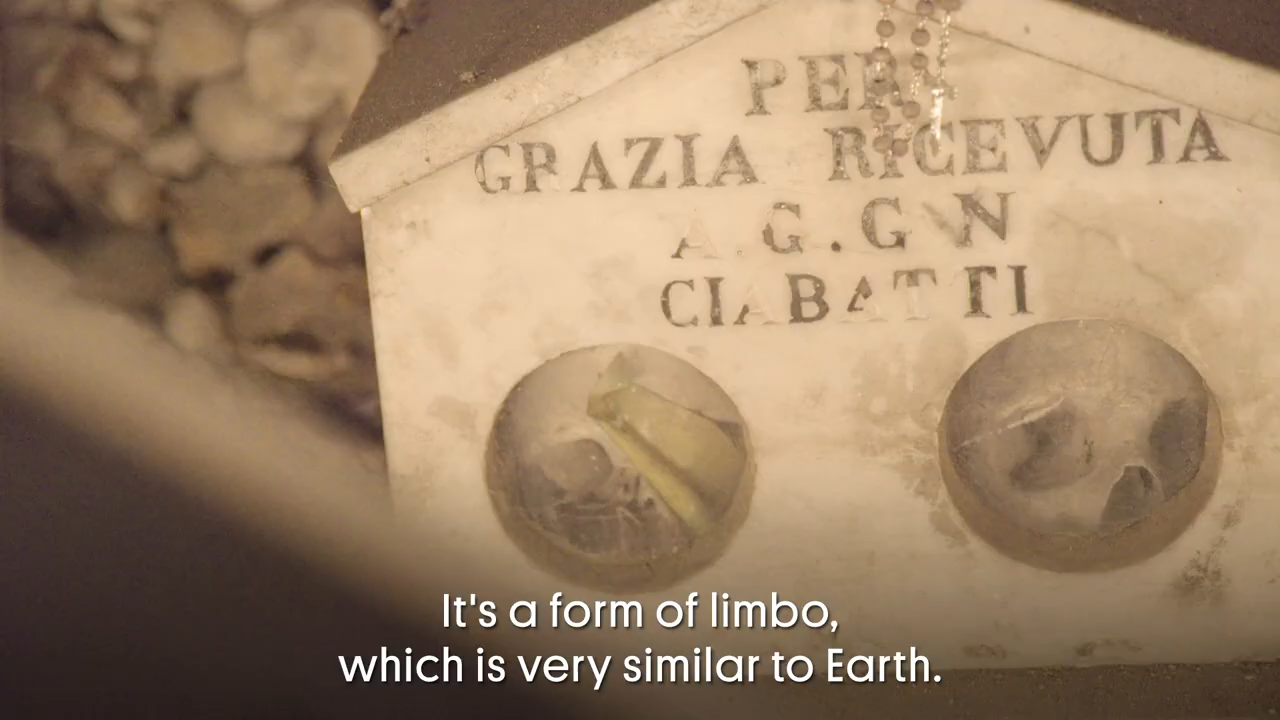 PER
GRAZIA RICEVUTA
A. G. G N
CIABATTI
It's a form of limbo,
which is very similar to Earth.